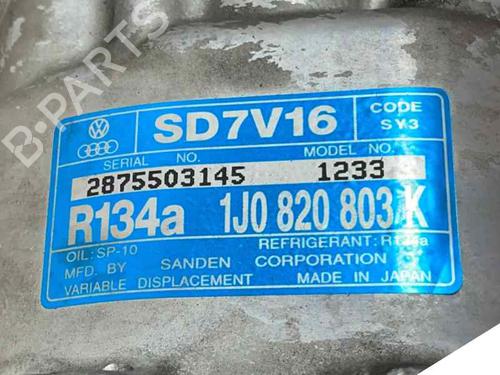 SD7V16
CODE
SY3
SERIAL NO.
MODEL NO.
2875503145
1233
R134a
1J0 820 803 K
OIL: SP-10
REFRIGERANT: R134a
MFD. BY SANDEN CORPORATION
VARIABLE DISPLACEMENT MADE IN JAPAN
B-PARTS